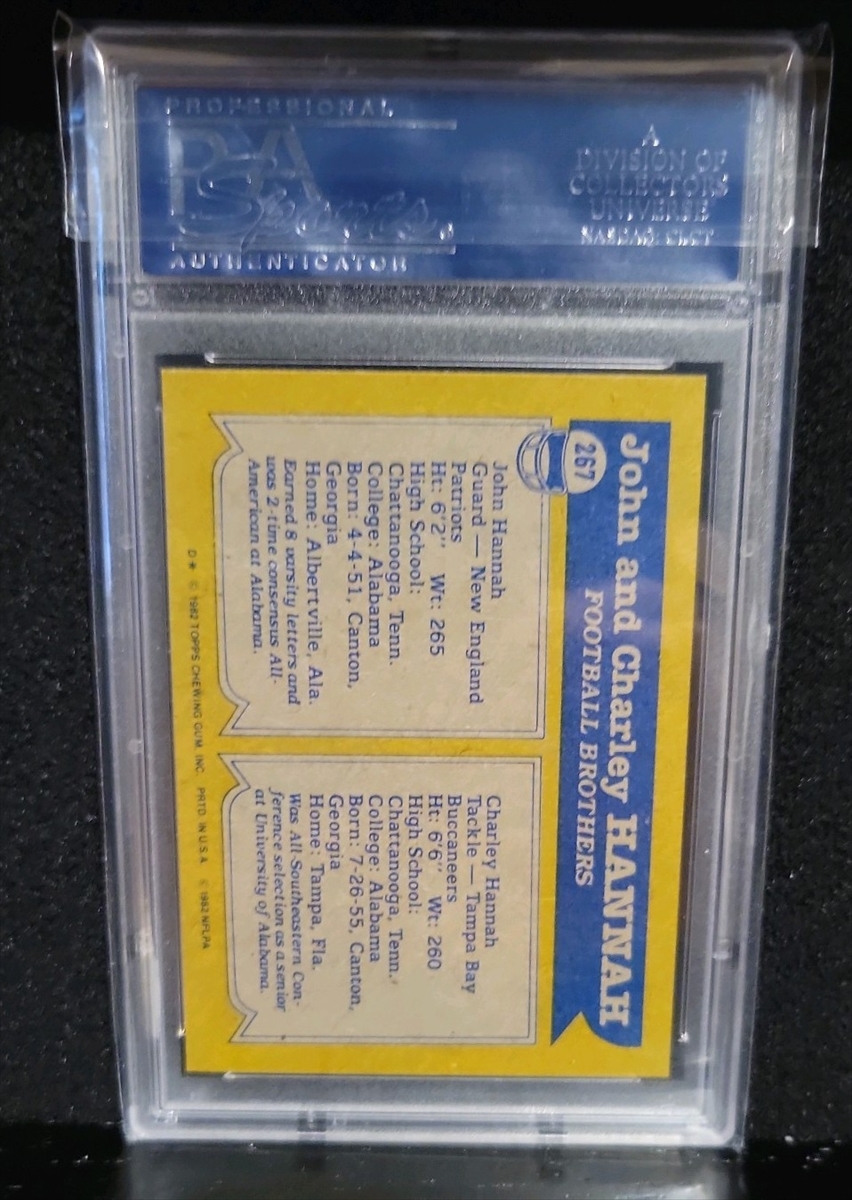 PROFESSIONAL
PSA
Sports
AUTHENTICATOR
A
DIVISION OF
COLLECTORS
UNIVERSE
NASDAQ: CLCT
John and Charley HANNAH
FOOTBALL BROTHERS
267
John Hannah
Guard — New England
Patriots
Ht: 6'2" Wt: 265
High School:
Chattanooga, Tenn.
College: Alabama
Born: 4-4-51, Canton,
Georgia
Home: Albertville, Ala.
Earned 8 varsity letters and
was 2-time consensus All-
American at Alabama.
Charley Hannah
Tackle — Tampa Bay
Buccaneers
Ht: 6'6" Wt: 260
High School:
Chattanooga, Tenn.
College: Alabama
Born: 7-26-55, Canton,
Georgia
Home: Tampa, Fla.
Was All-Southeastern Con-
ference selection as a senior
at University of Alabama.
D* © 1982 TOPPS CHEWING GUM, INC. PRTD. IN U.S.A. © 1982 NFLPA